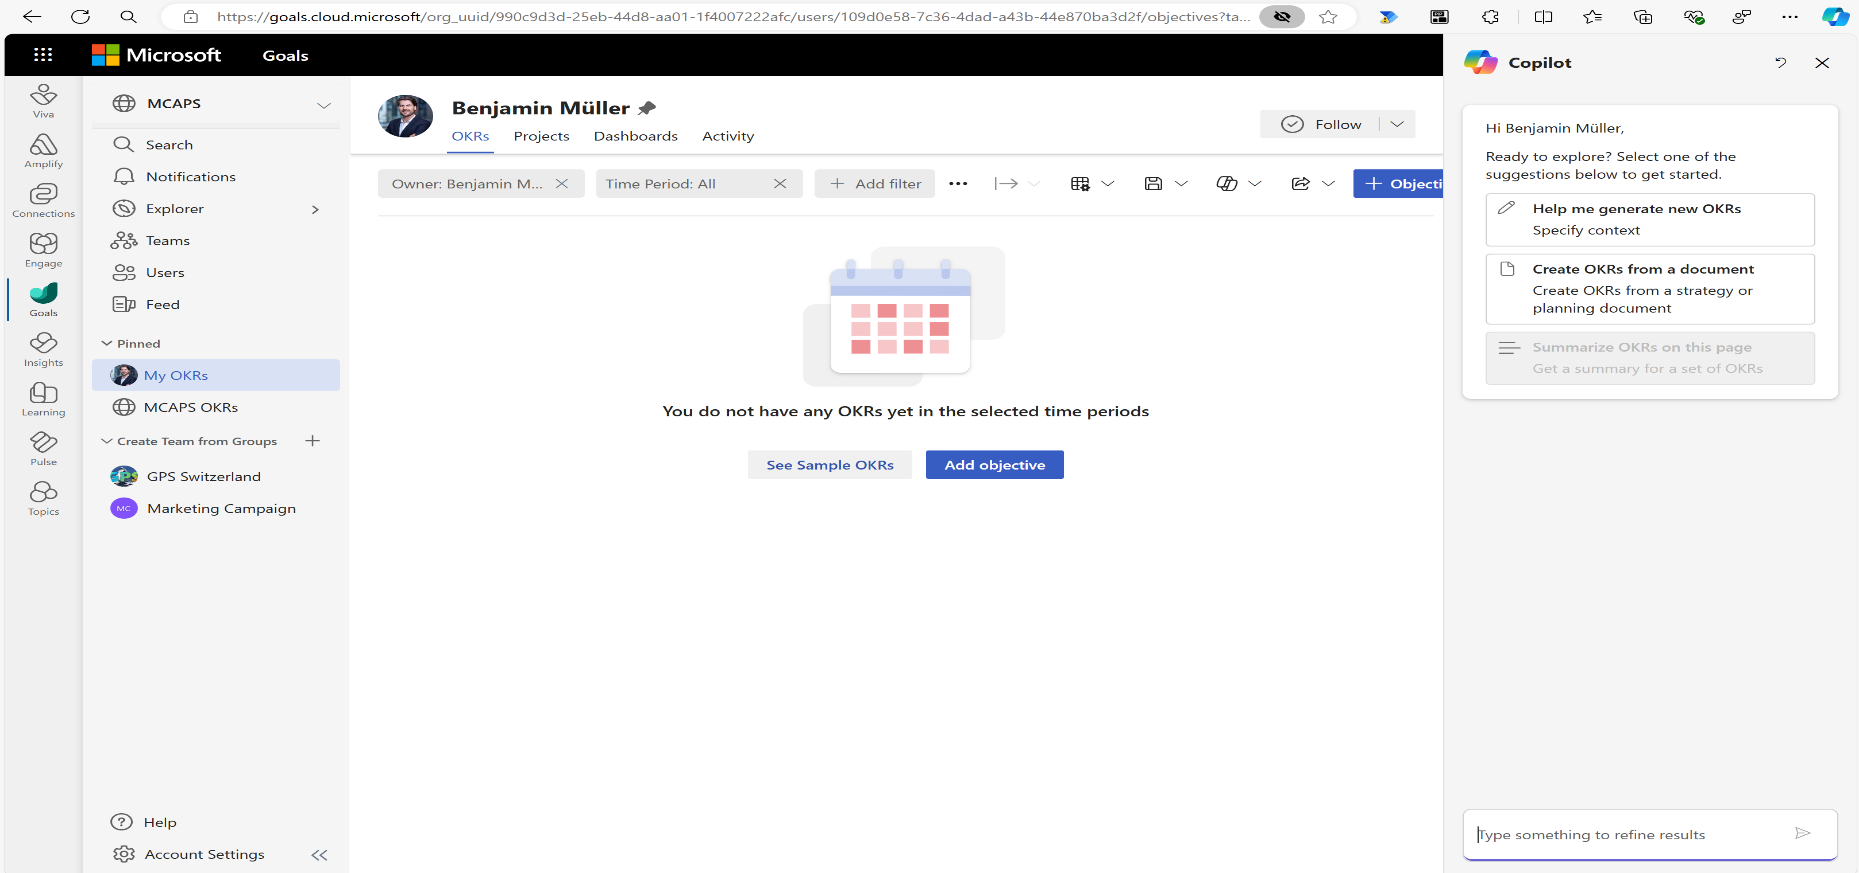 https://goals.cloud.microsoft/org_uuid/990c9d3d-25eb-44d8-aa01-1f4007222afc/users/109d0e58-7c36-4dad-a43b-44e870ba3d2f/objectives?ta...
Microsoft
Goals
Viva
Amplify
Connections
Engage
Goals
Insights
Learning
Pulse
Topics
MCAPS
Search
Notifications
Explorer
Teams
Users
Feed
Pinned
My OKRs
MCAPS OKRs
Create Team from Groups
GPS Switzerland
MC
Marketing Campaign
Help
Account Settings
Benjamin Müller
OKRs Projects Dashboards Activity
Follow
Owner: Benjamin M...
Time Period: All
Add filter
Objecti
You do not have any OKRs yet in the selected time periods
See Sample OKRs
Add objective
Copilot
Hi Benjamin Müller,
Ready to explore? Select one of the
suggestions below to get started.
Help me generate new OKRs
Specify context
Create OKRs from a document
Create OKRs from a strategy or
planning document
Summarize OKRs on this page
Get a summary for a set of OKRs
Type something to refine results